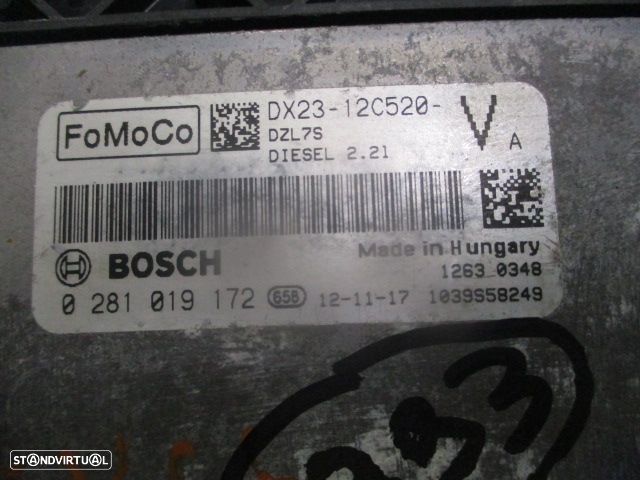 FoMoCo
DX23-12C520- V A
DZL7S
DIESEL 2.2l
BOSCH
Made in Hungary
1263 0348
0 281 019 172 658 12-11-17 1039S58249
STANDVIRTUAL